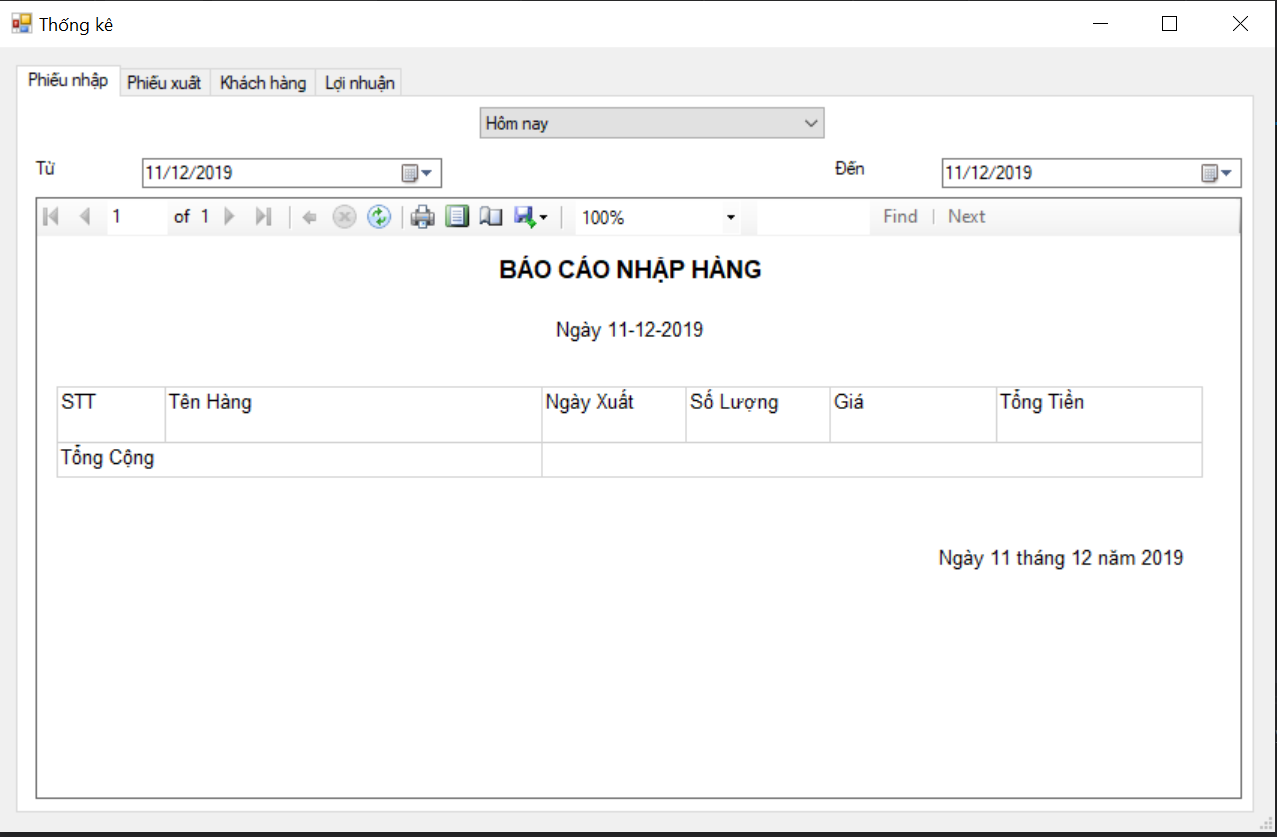 Thống kê
Phiếu nhập Phiếu xuất Khách hàng Lợi nhuận
Hôm nay
Từ 11/12/2019 Đến 11/12/2019
1 of 1 100% Find | Next
BÁO CÁO NHẬP HÀNG
Ngày 11-12-2019
STT Tên Hàng Ngày Xuất Số Lượng Giá Tổng Tiền
Tổng Cộng
Ngày 11 tháng 12 năm 2019